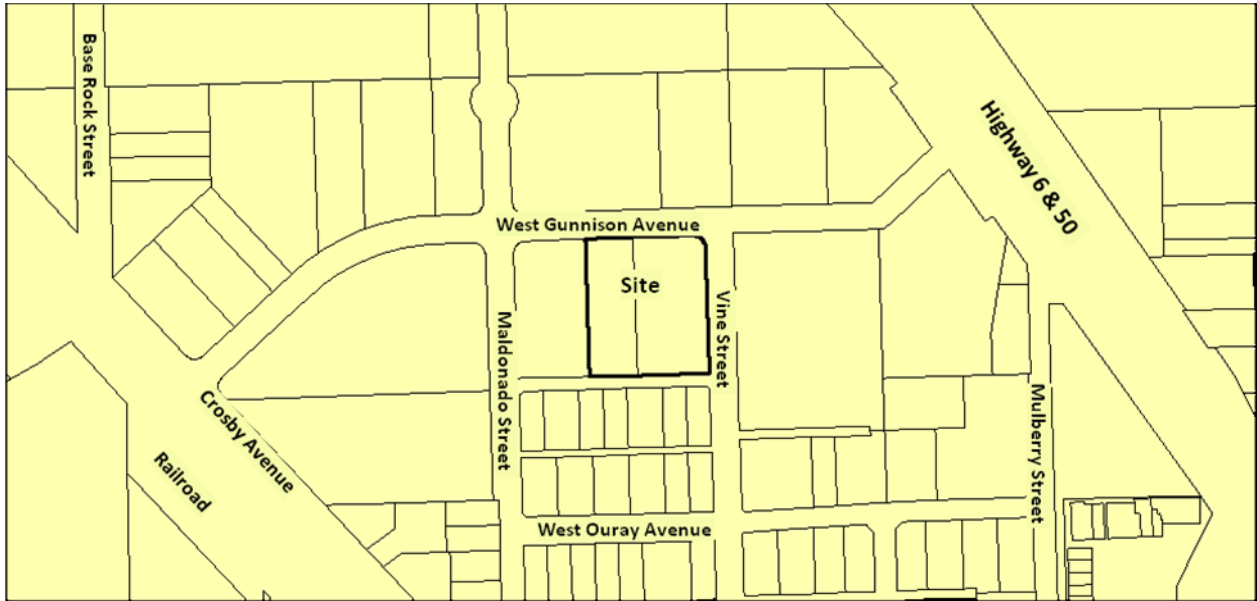 Base Rock Street
Highway 6 & 50
West Gunnison Avenue
Site
Vine Street
Maldonado Street
Crosby Avenue
Mulberry Street
Railroad
West Ouray Avenue